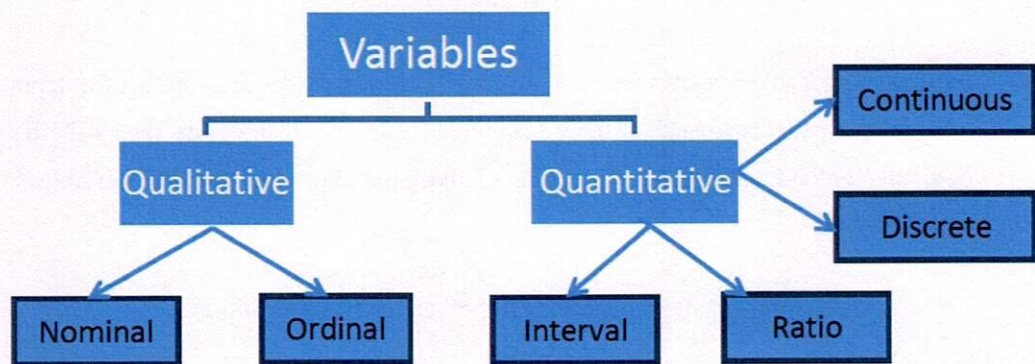 Variables
Continuous
Qualitative
Quantitative
Discrete
Nominal
Ordinal
Interval
Ratio